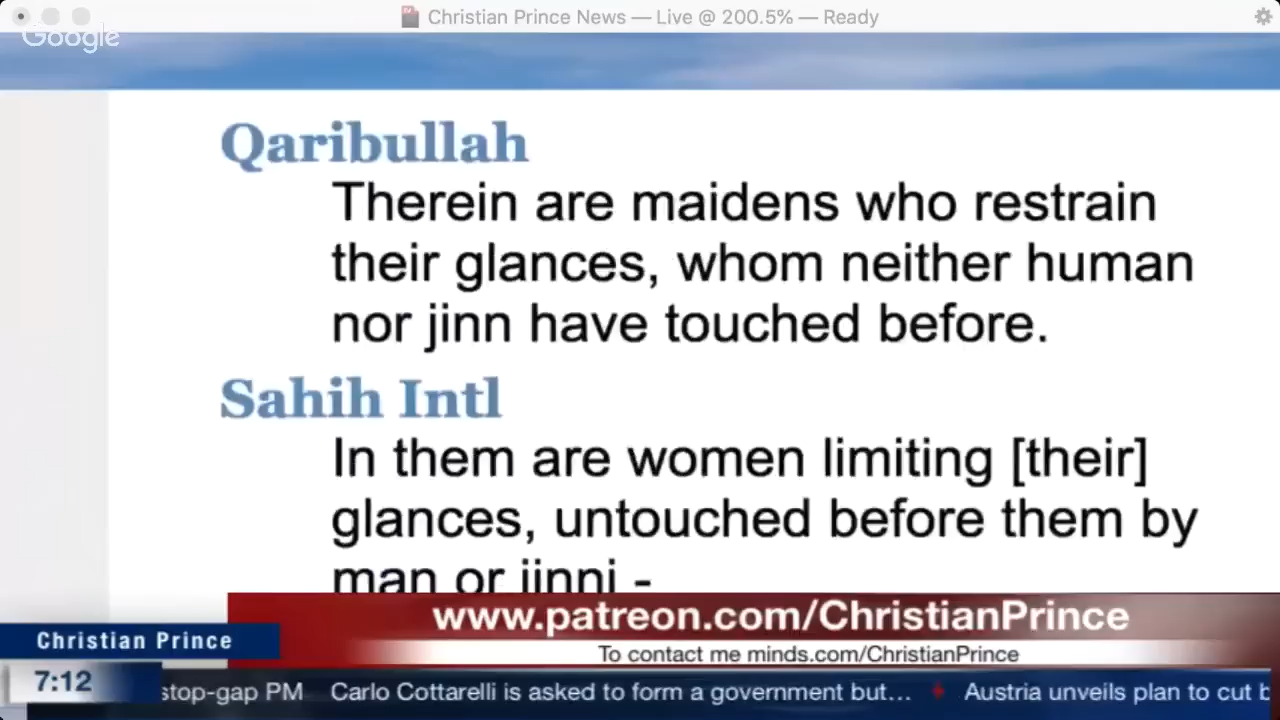 Christian Prince News — Live @ 200.5% — Ready
Google
Qaribullah
Therein are maidens who restrain
their glances, whom neither human
nor jinn have touched before.
Sahih Intl
In them are women limiting [their]
glances, untouched before them by
man or jinni -
www.patreon.com/ChristianPrince
Christian Prince
To contact me minds.com/ChristianPrince
7:12
stop-gap PM Carlo Cottarelli is asked to form a government but... Austria unveils plan to cut b